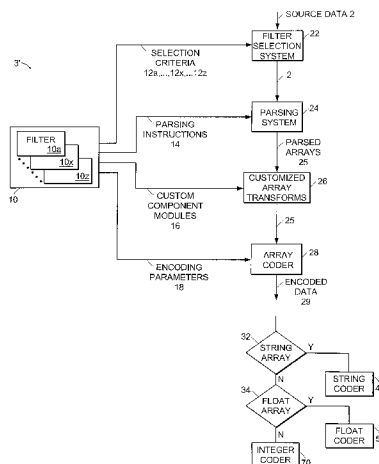 SOURCE DATA 2
FILTER
SELECTION
SYSTEM
22
SELECTION
CRITERIA
12a,...,12x,...12z
3'
2
PARSING
SYSTEM
24
PARSING
INSTRUCTIONS
14
PARSED
ARRAYS
25
FILTER
10a
10x
10z
10
CUSTOMIZED
ARRAY
TRANSFORMS
26
CUSTOM
COMPONENT
MODULES
16
25
ARRAY
CODER
28
ENCODING
PARAMETERS
18
ENCODED
DATA
29
32
STRING
ARRAY
Y
N
STRING
CODER
34
FLOAT
ARRAY
Y
N
FLOAT
CODER
INTEGER
CODER
70